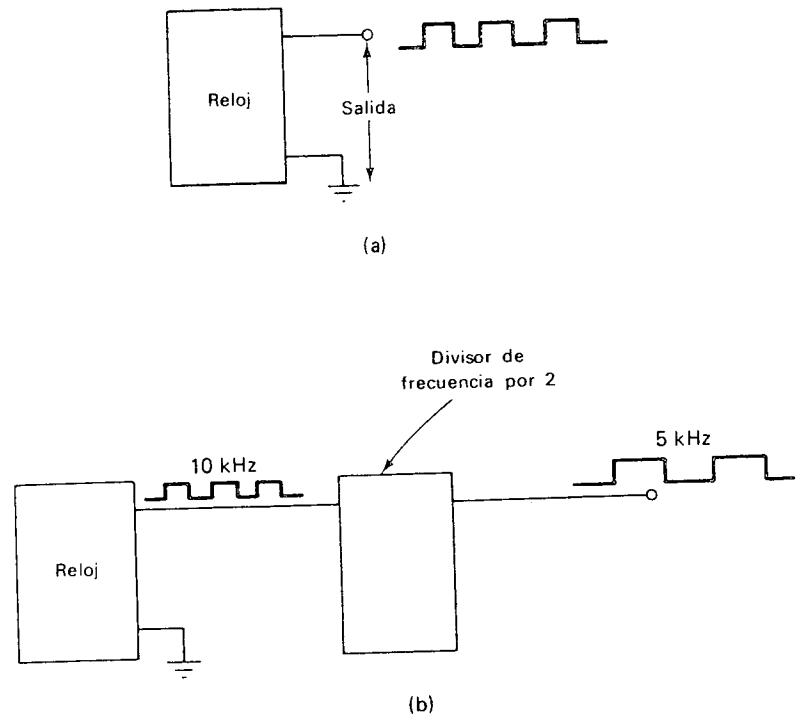 Reloj
Salida
(a)
Divisor de
frecuencia por 2
10 kHz
5 kHz
Reloj
(b)